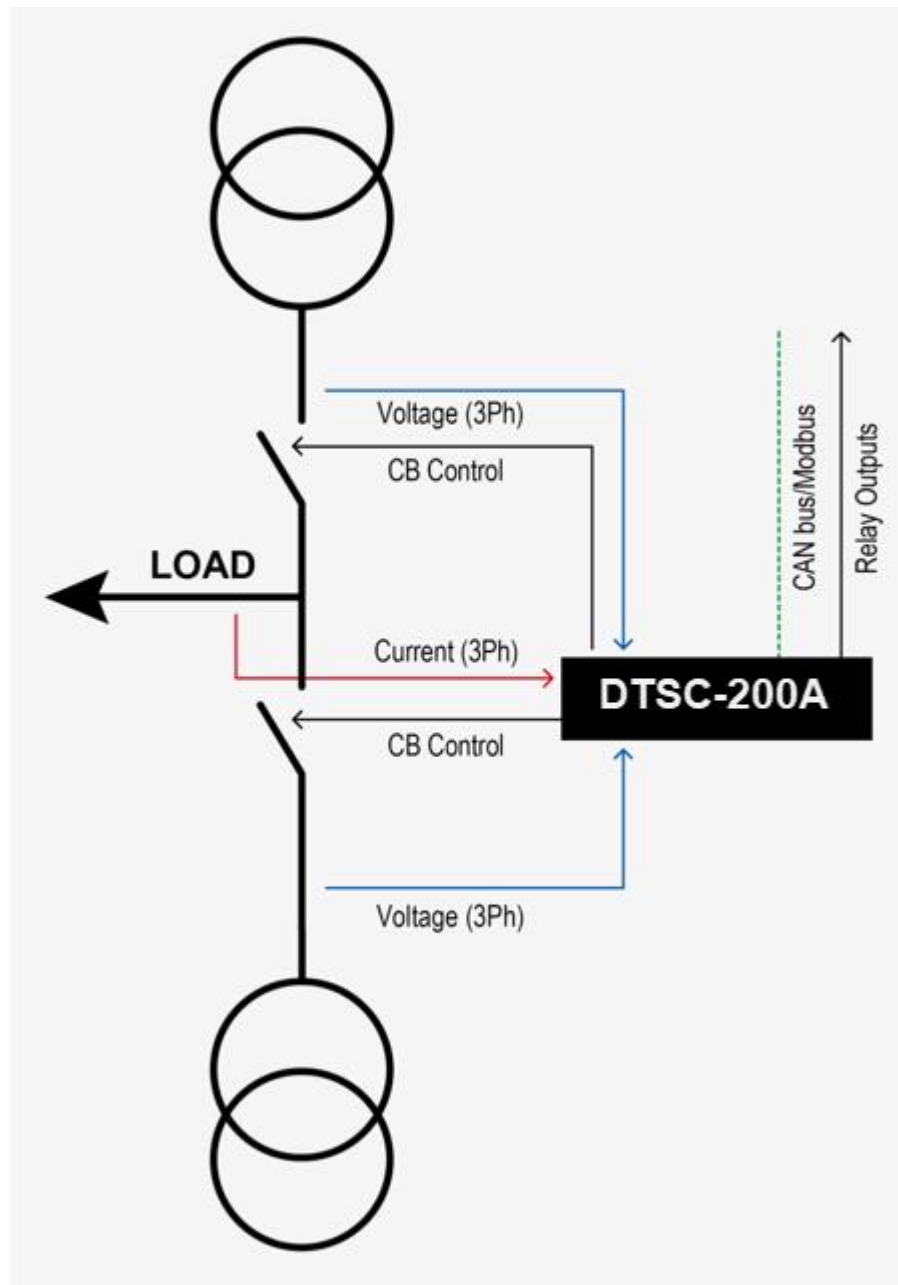 Voltage (3Ph)
CB Control
CAN bus/Modbus
Relay Outputs
LOAD
Current (3Ph)
DTSC-200A
CB Control
Voltage (3Ph)